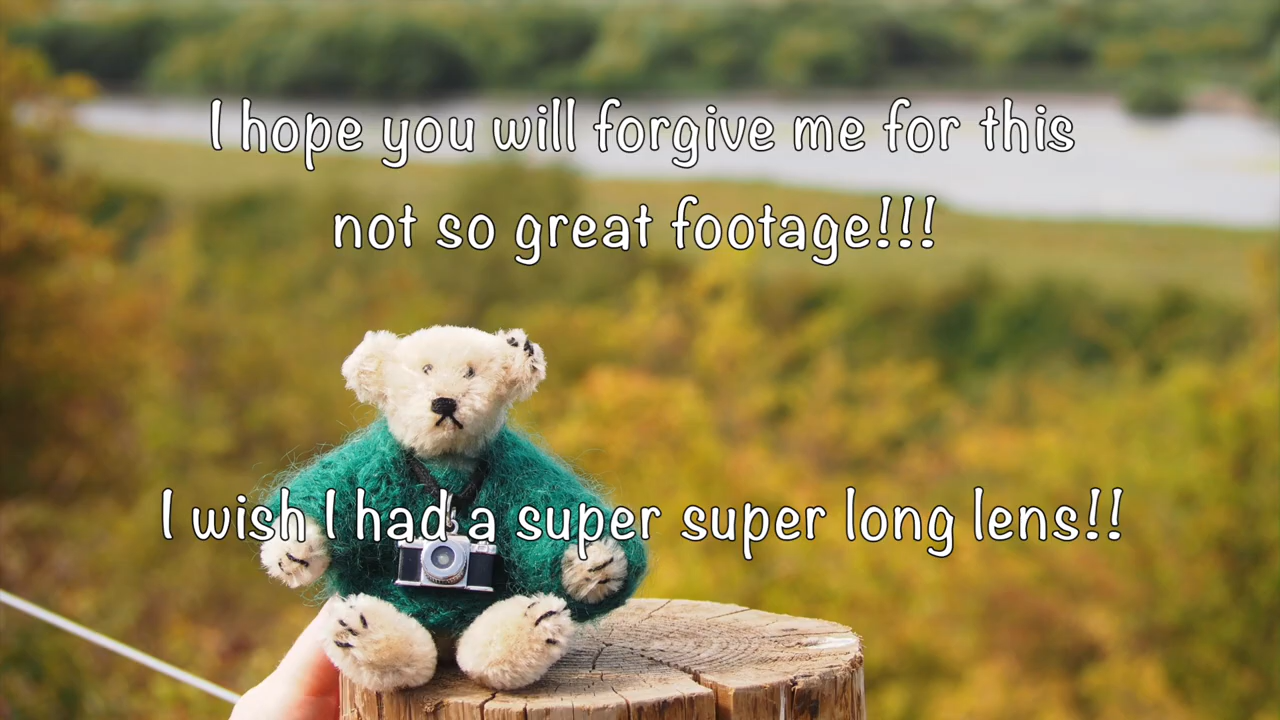 I hope you will forgive me for this
not so great footage!!!
I wish I had a super super long lens!!